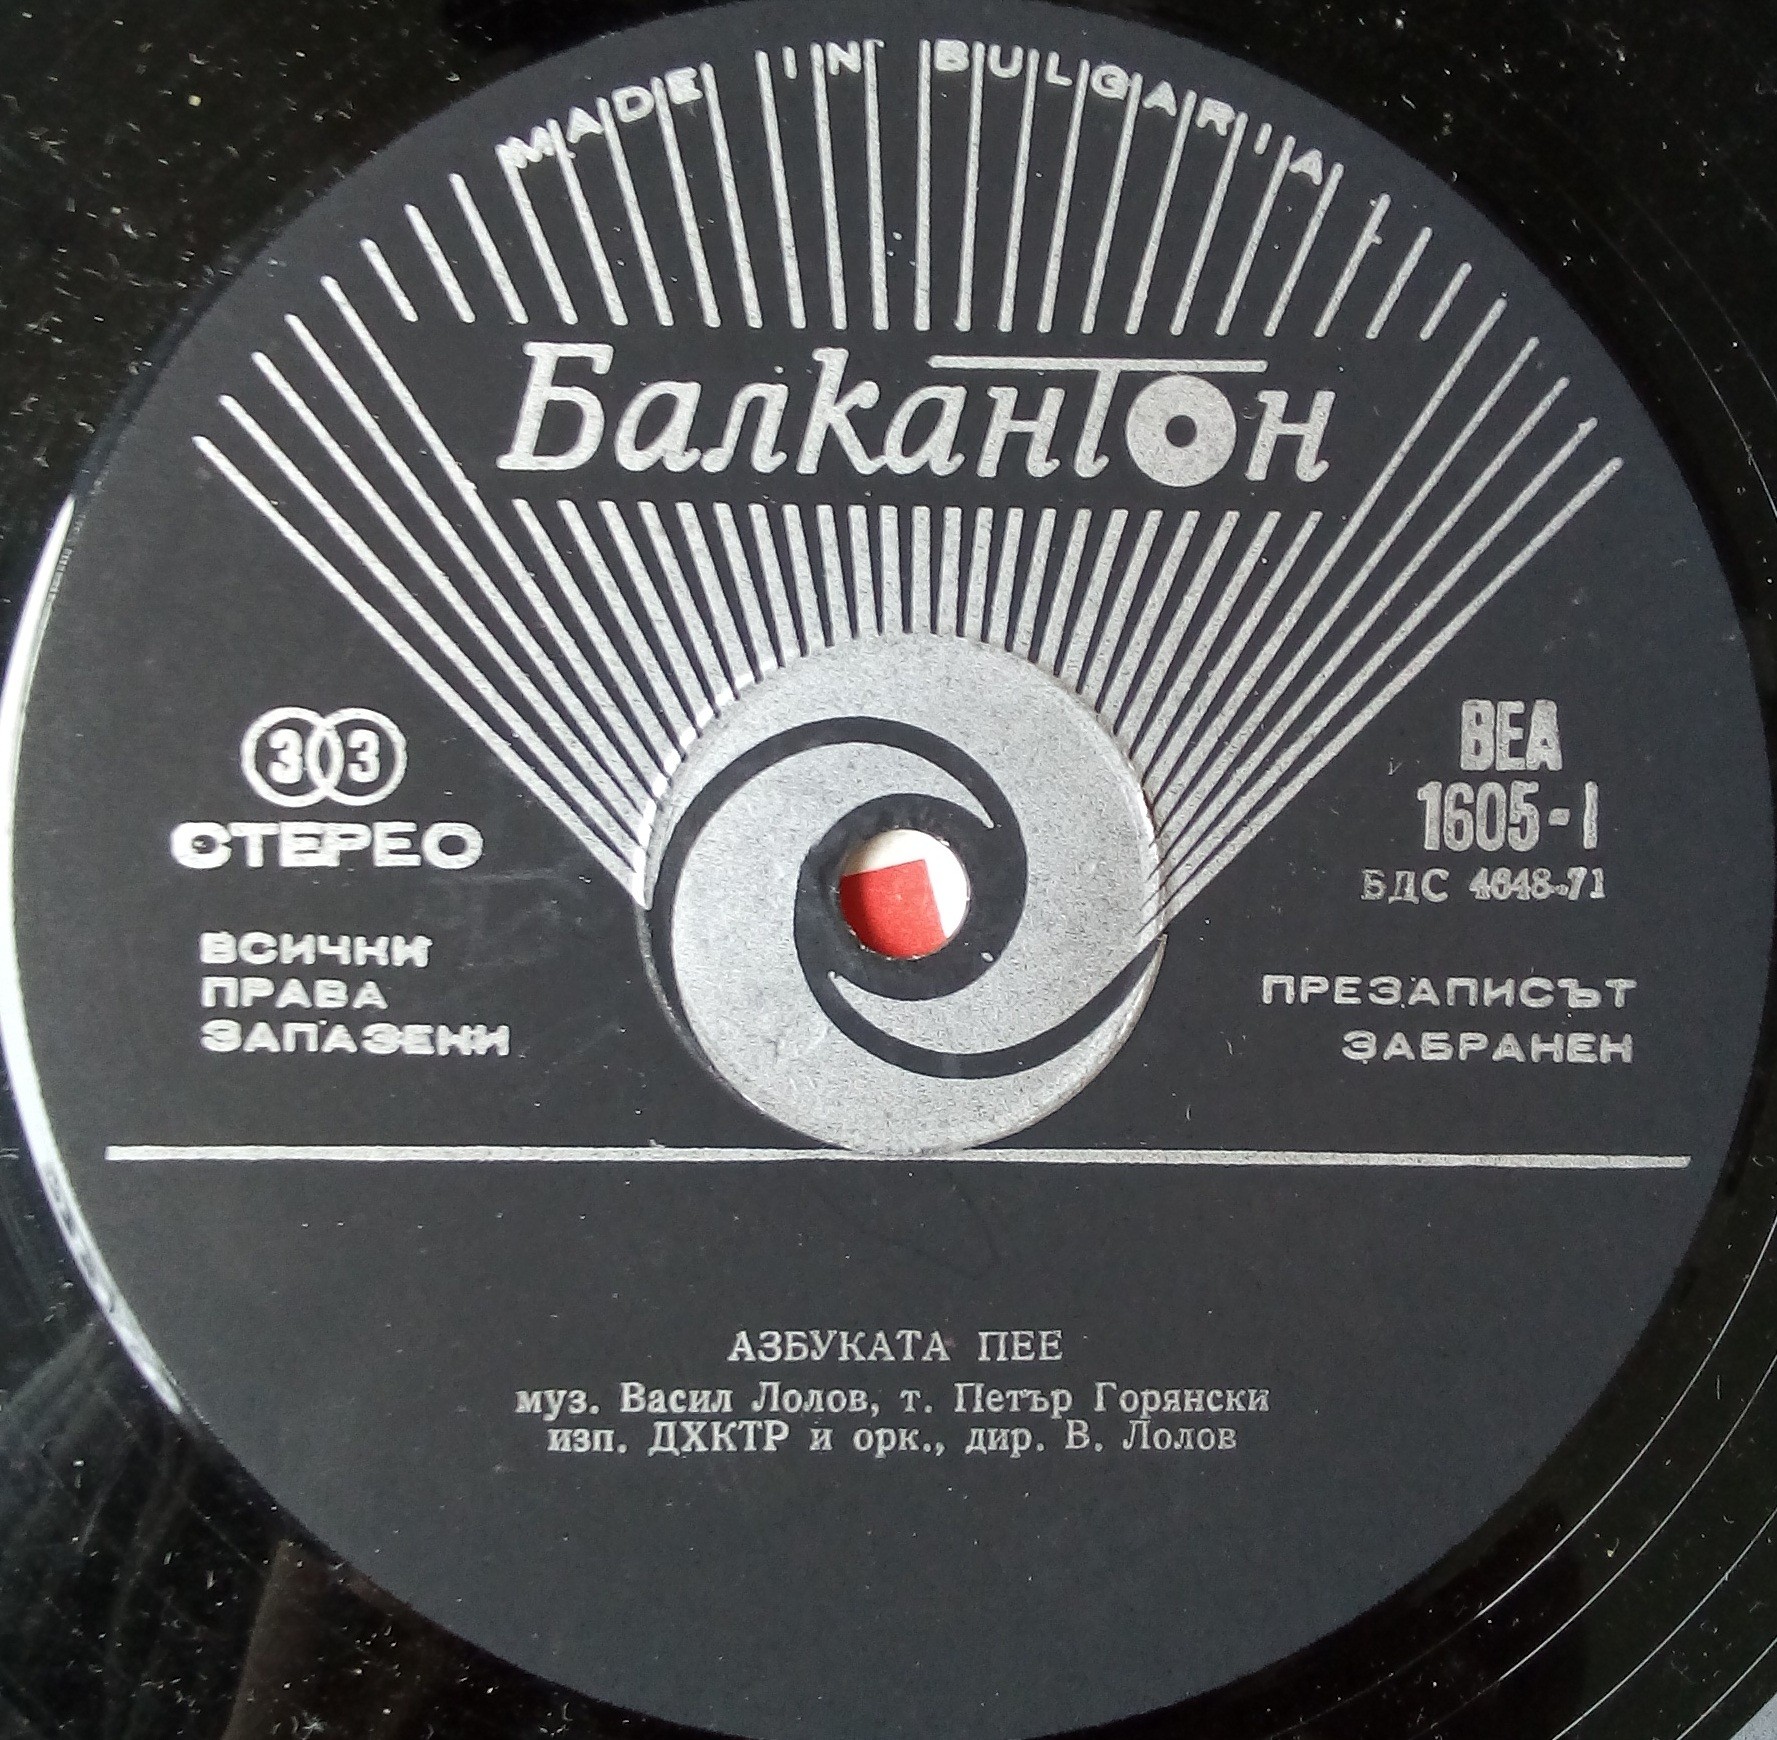 MADE IN BULGARIA
Балкантон
33
СТЕРЕО
ВСИЧКИ
ПРАВА
ЗАПАЗЕНИ
ВЕА
1605-I
БДС 4648-71
ПРЕЗАПИСЪТ
ЗАБРАНЕН
АЗБУКАТА ПЕЕ
муз. Васил Лолов, т. Петър Горянски
изп. ДХКТР и орк., дир. В. Лолов